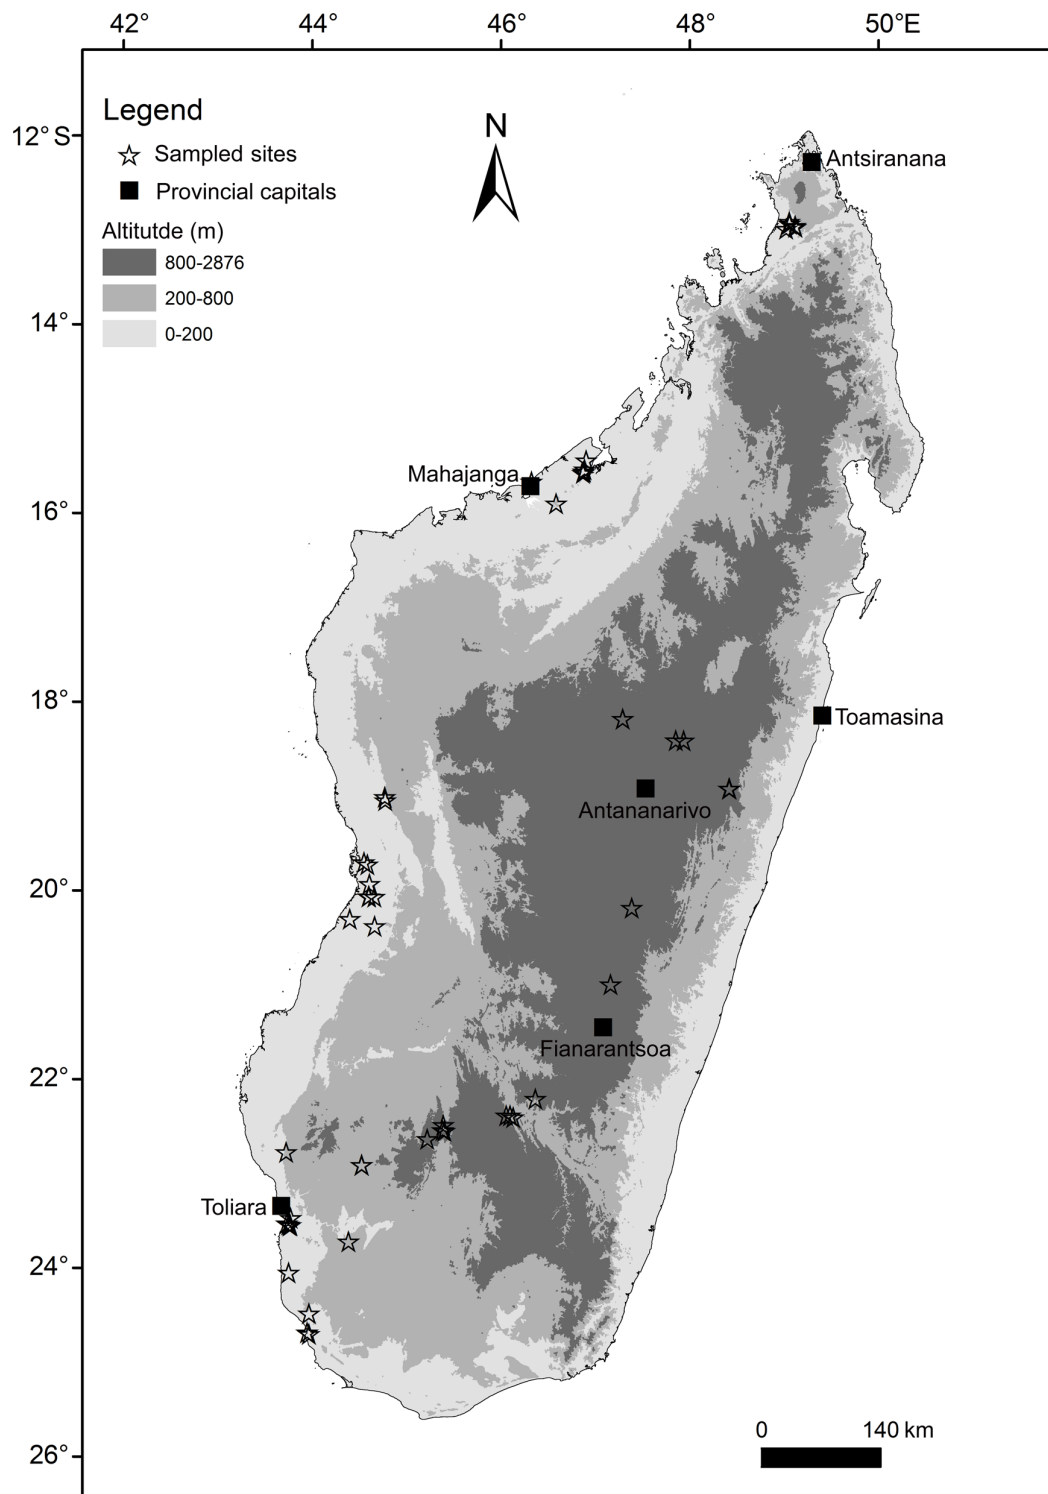 42° 44° 46° 48° 50°E
Legend
N
12°S
Sampled sites
Antsiranana
Provincial capitals
Altitutde (m)
800-2876
200-800
14°
0-200
Mahajanga
16°
18°
Toamasina
Antananarivo
20°
Fianarantsoa
22°
Toliara
24°
0 140 km
26°